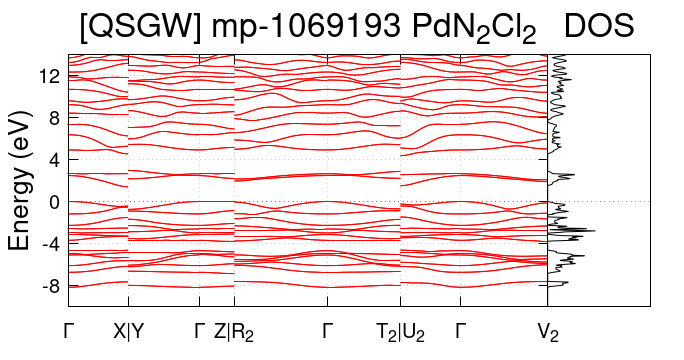 [QSGW] mp-1069193 PdN₂Cl₂ DOS
Energy (eV)
12
8
4
0
-4
-8
Γ X|Y Γ Z|R₂ Γ T₂|U₂ Γ V₂